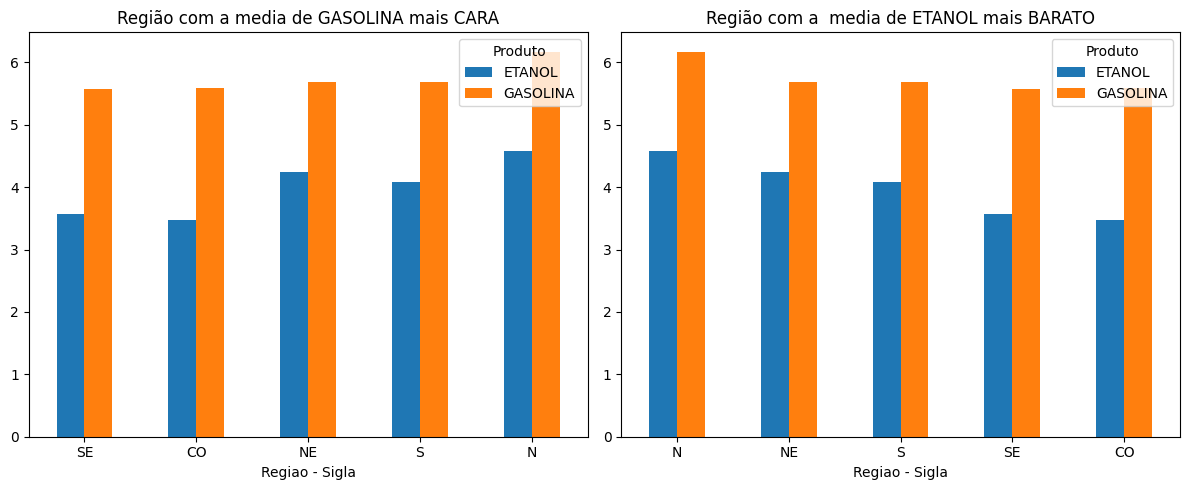 Região com a media de GASOLINA mais CARA
Produto
ETANOL
GASOLINA
6
5
4
3
2
1
0
SE CO NE S N
Regiao - Sigla
Região com a  media de ETANOL mais BARATO
Produto
ETANOL
GASOLINA
6
5
4
3
2
1
0
N NE S SE CO
Regiao - Sigla